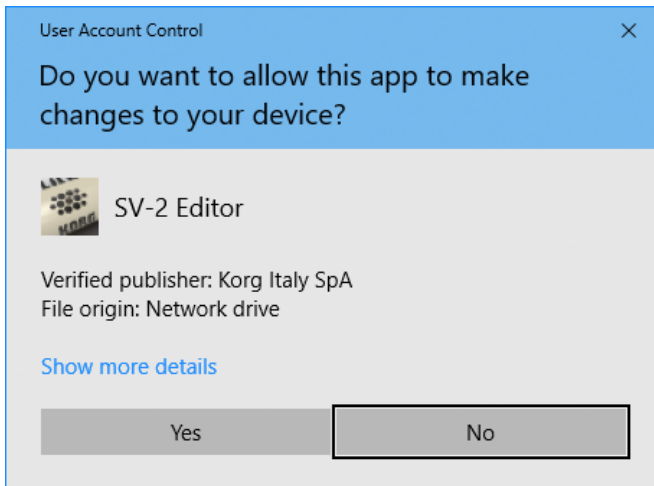 User Account Control
Do you want to allow this app to make
changes to your device?
KORG
SV-2 Editor
Verified publisher: Korg Italy SpA
File origin: Network drive
Show more details
Yes
No